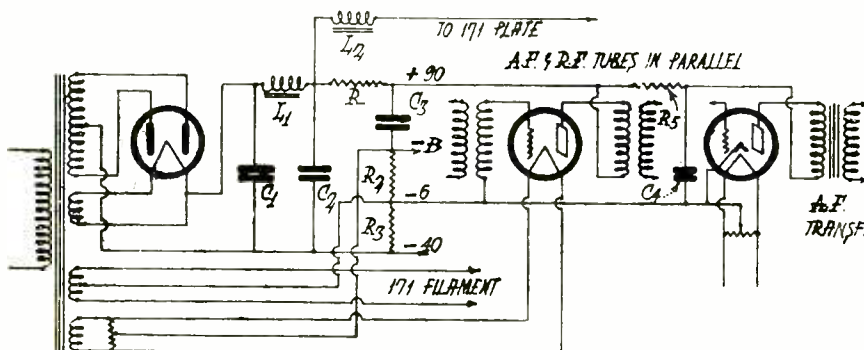 TO 171 PLATE
L2
A.F. & R.F. TUBES IN PARALLEL
+ 90
L1
R
C3
R5
- B
R2
C1
C2
- 6
C4
R3
A.F.
TRANSF
- 40
171 FILAMENT